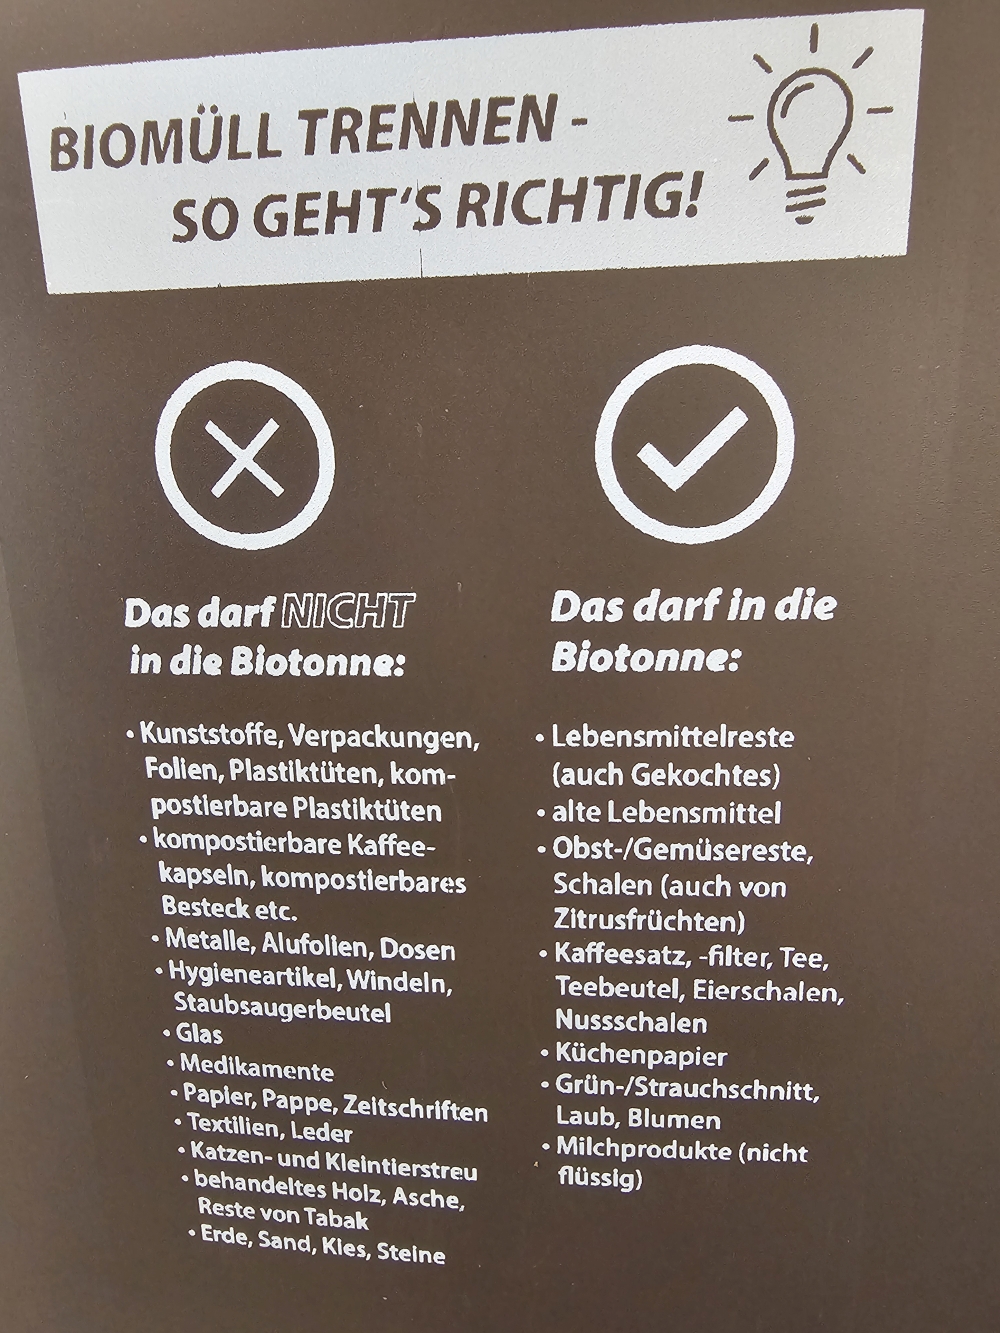 BIOMÜLL TRENNEN -
SO GEHT'S RICHTIG!
Das darf NICHT
in die Biotonne:
• Kunststoffe, Verpackungen,
Folien, Plastiktüten, kom-
postierbare Plastiktüten
• kompostierbare Kaffee-
kapseln, kompostierbares
Besteck etc.
• Metalle, Alufolien, Dosen
• Hygieneartikel, Windeln,
Staubsaugerbeutel
• Glas
• Medikamente
• Papier, Pappe, Zeitschriften
• Textilien, Leder
• Katzen- und Kleintierstreu
• behandeltes Holz, Asche,
Reste von Tabak
• Erde, Sand, Kies, Steine
Das darf in die
Biotonne:
• Lebensmittelreste
(auch Gekochtes)
• alte Lebensmittel
• Obst-/Gemüsereste,
Schalen (auch von
Zitrusfrüchten)
• Kaffeesatz, -filter, Tee,
Teebeutel, Eierschalen,
Nussschalen
• Küchenpapier
• Grün-/Strauchschnitt,
Laub, Blumen
• Milchprodukte (nicht
flüssig)